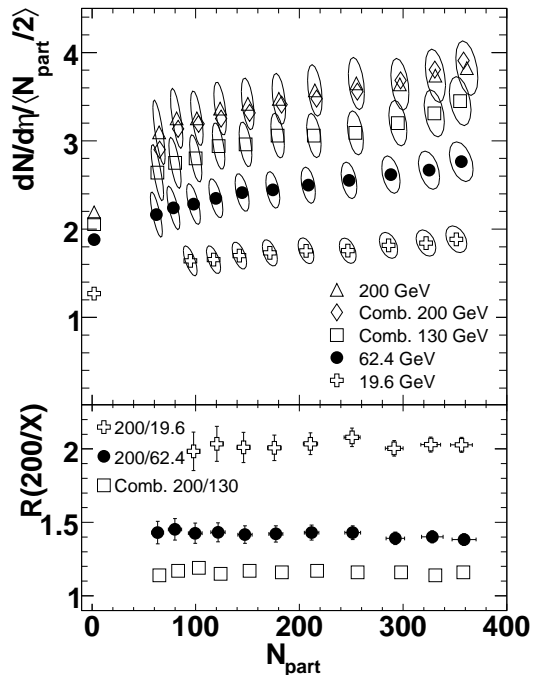 dN/dη/⟨N_part/2⟩
4
3
2
1
△ 200 GeV
◇ Comb. 200 GeV
□ Comb. 130 GeV
● 62.4 GeV
✚ 19.6 GeV
R(200/X)
2
1.5
1
✚ 200/19.6
● 200/62.4
□ Comb. 200/130
0 100 200 300 400
N_part